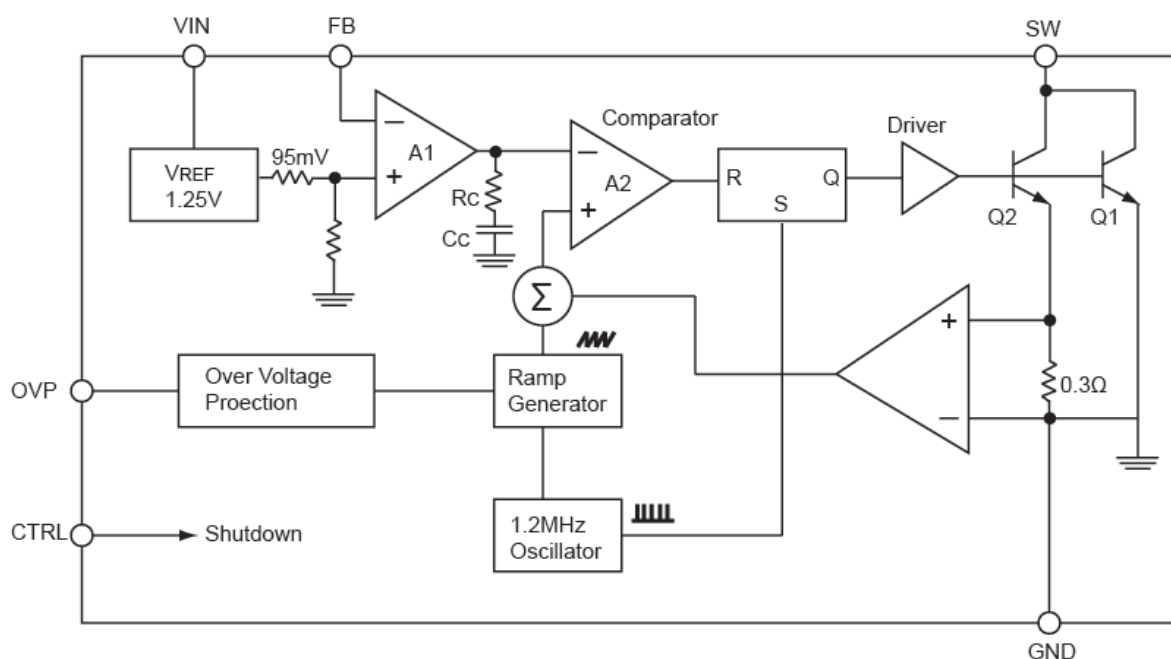 VIN
FB
SW
Comparator
Driver
95mV
VREF
1.25V
−
A1
+
−
A2
+
R
Q
S
Rc
Cc
Q2
Q1
Σ
+
−
0.3Ω
OVP
Over Voltage
Proection
Ramp
Generator
CTRL
Shutdown
1.2MHz
Oscillator
GND